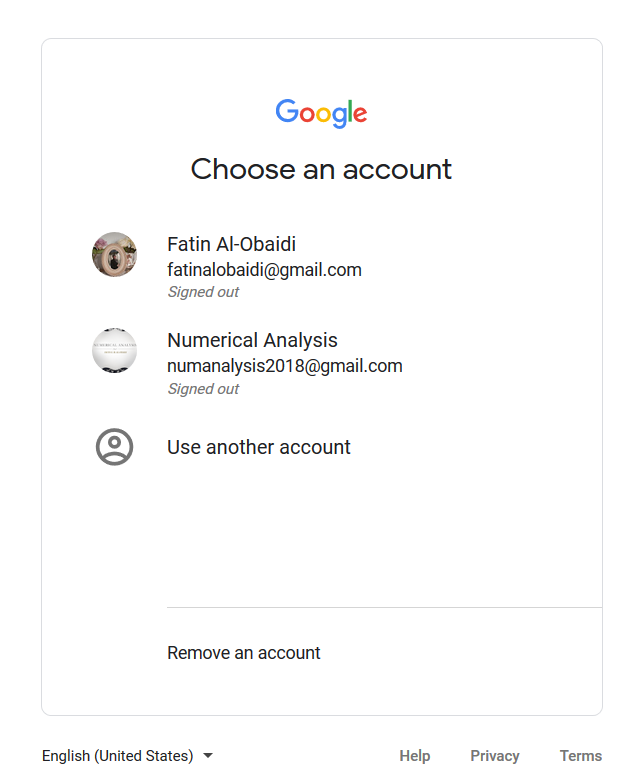 Google
Choose an account
Fatin Al-Obaidi
fatinalobaidi@gmail.com
Signed out
Numerical Analysis
numanalysis2018@gmail.com
Signed out
Use another account
Remove an account
English (United States)
Help
Privacy
Terms